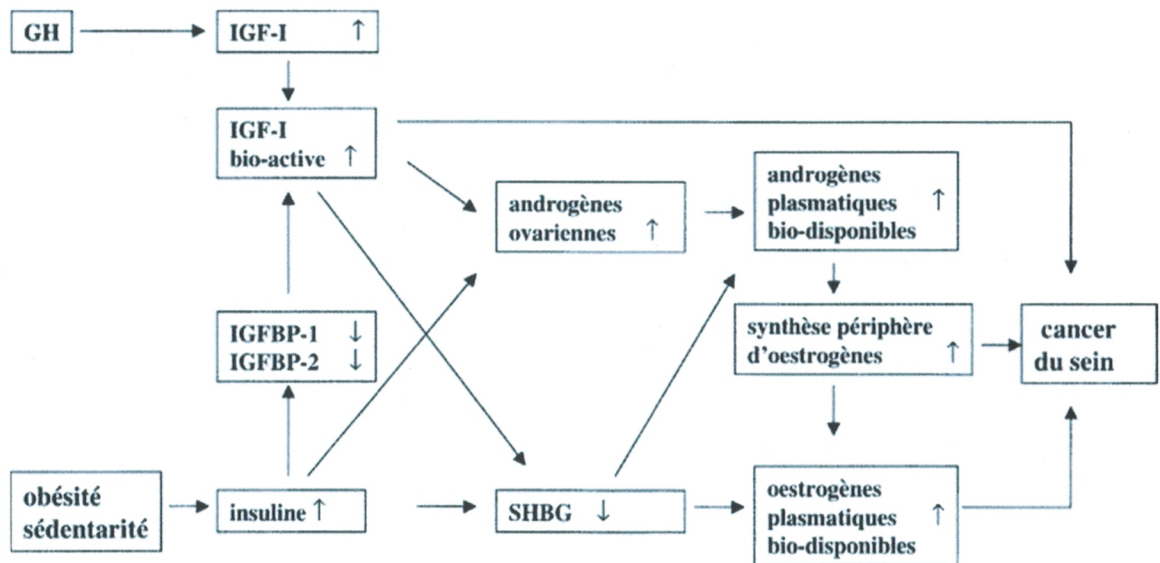 GH
IGF-I ↑
IGF-I
bio-active ↑
androgènes
ovariennes ↑
androgènes
plasmatiques ↑
bio-disponibles
IGFBP-1 ↓
IGFBP-2 ↓
synthèse périphère
d'oestrogènes ↑
cancer
du sein
obésité
sédentarité
insuline ↑
SHBG ↓
oestrogènes
plasmatiques ↑
bio-disponibles